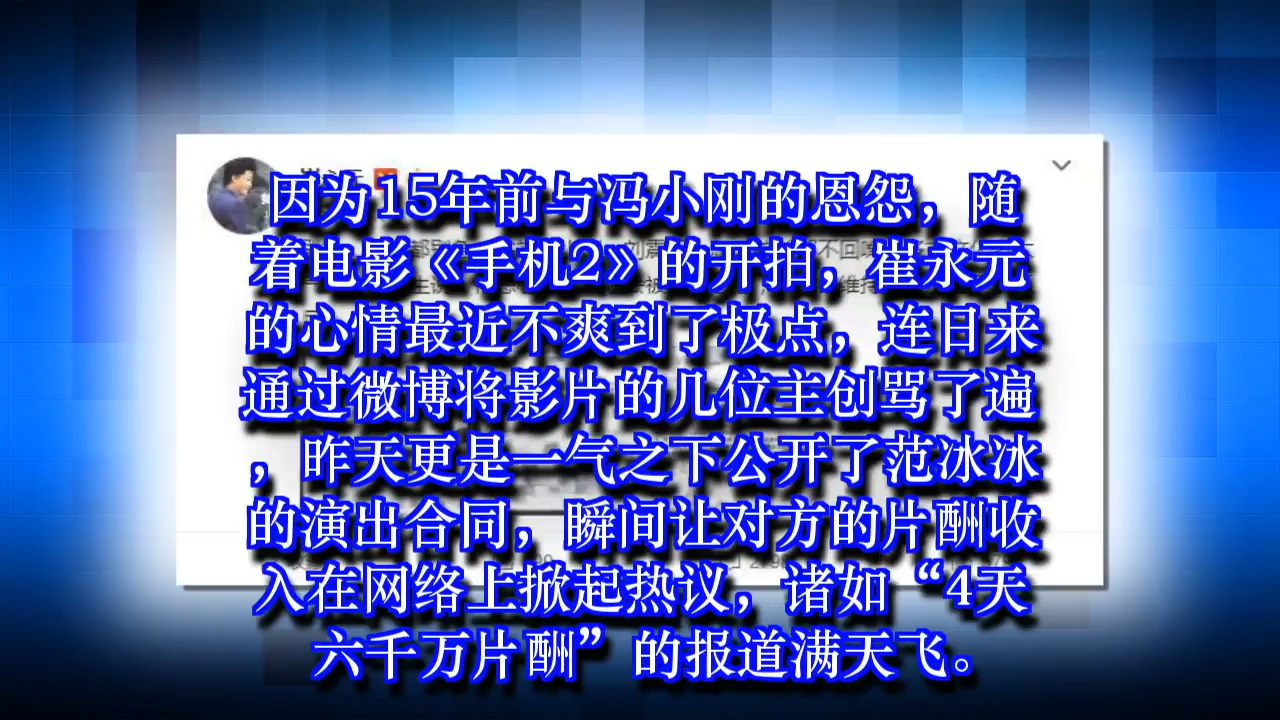 因为15年前与冯小刚的恩怨，随
着电影《手机2》的开拍，崔永元
的心情最近不爽到了极点，连日来
通过微博将影片的几位主创骂了遍
，昨天更是一气之下公开了范冰冰
的演出合同，瞬间让对方的片酬收
入在网络上掀起热议，诸如“4天
六千万片酬”的报道满天飞。